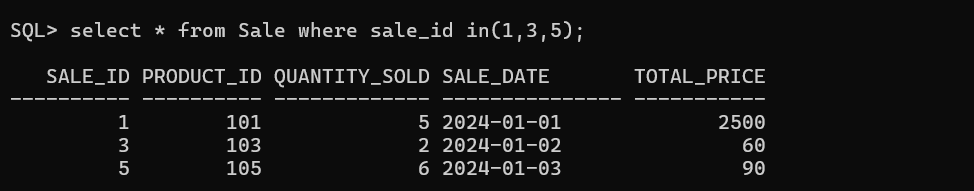 SQL> select * from Sale where sale_id in(1,3,5);
SALE_ID PRODUCT_ID QUANTITY_SOLD SALE_DATE TOTAL_PRICE
---------- ---------- ------------- --------------- -----------
1 101 5 2024-01-01 2500
3 103 2 2024-01-02 60
5 105 6 2024-01-03 90